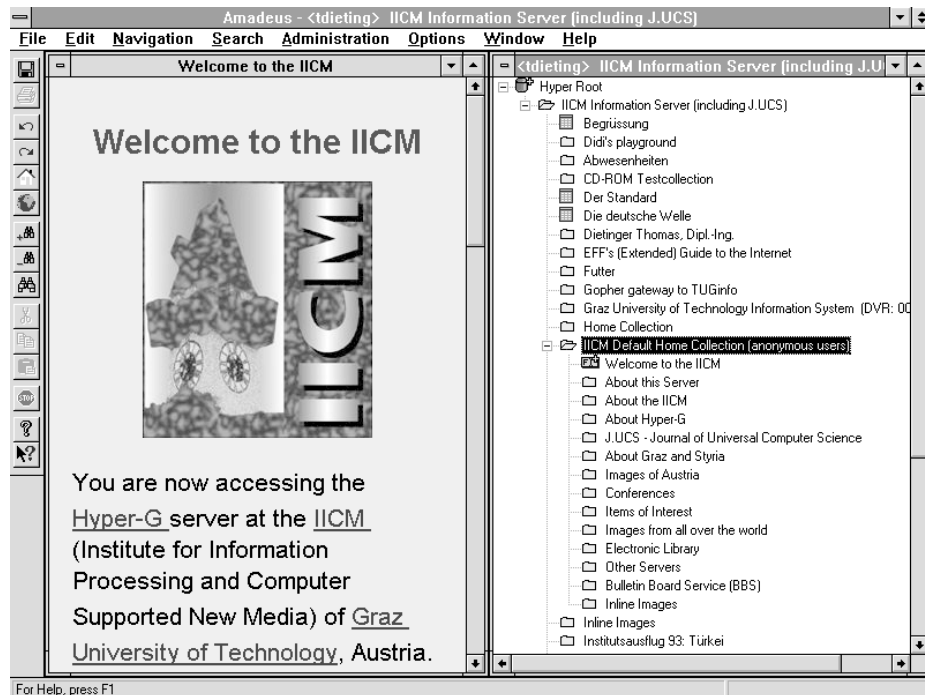 Amadeus - <tdieting> IICM Information Server (including J.UCS)
File Edit Navigation Search Administration Options Window Help
Welcome to the IICM
Welcome to the IICM
IICM
You are now accessing the
Hyper-G server at the IICM
(Institute for Information
Processing and Computer
Supported New Media) of Graz
University of Technology, Austria.
<tdieting> IICM Information Server (including J.U
Hyper Root
IICM Information Server (including J.UCS)
Begrüssung
Didi's playground
Abwesenheiten
CD-ROM Testcollection
Der Standard
Die deutsche Welle
Dietinger Thomas, Dipl.-Ing.
EFF's (Extended) Guide to the Internet
Futter
Gopher gateway to TUGinfo
Graz University of Technology Information System (DVR: 00
Home Collection
IICM Default Home Collection (anonymous users)
Welcome to the IICM
About this Server
About the IICM
About Hyper-G
J.UCS - Journal of Universal Computer Science
About Graz and Styria
Images of Austria
Conferences
Items of Interest
Images from all over the world
Electronic Library
Other Servers
Bulletin Board Service (BBS)
Inline Images
Inline Images
Institutsausflug 93: Türkei
STOP
For Help, press F1